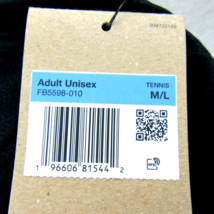 Adult Unisex
FB5598-010
TENNIS
M/L
1 96606 81544 2